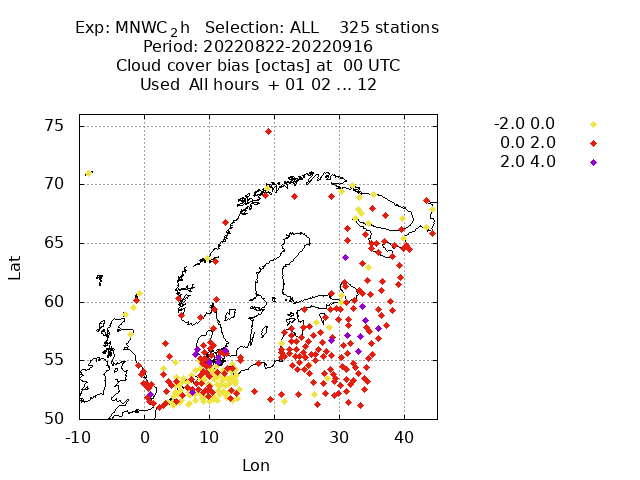 Exp: MNWC_2h   Selection: ALL    325 stations
Period: 20220822-20220916
Cloud cover bias [octas] at  00 UTC
Used  All hours  + 01 02 ... 12
-2.0 0.0
0.0 2.0
2.0 4.0
75
70
65
60
55
50
Lat
-10 0 10 20 30 40
Lon